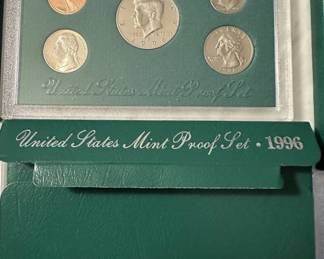 United States Mint Proof Set
United States Mint Proof Set • 1996